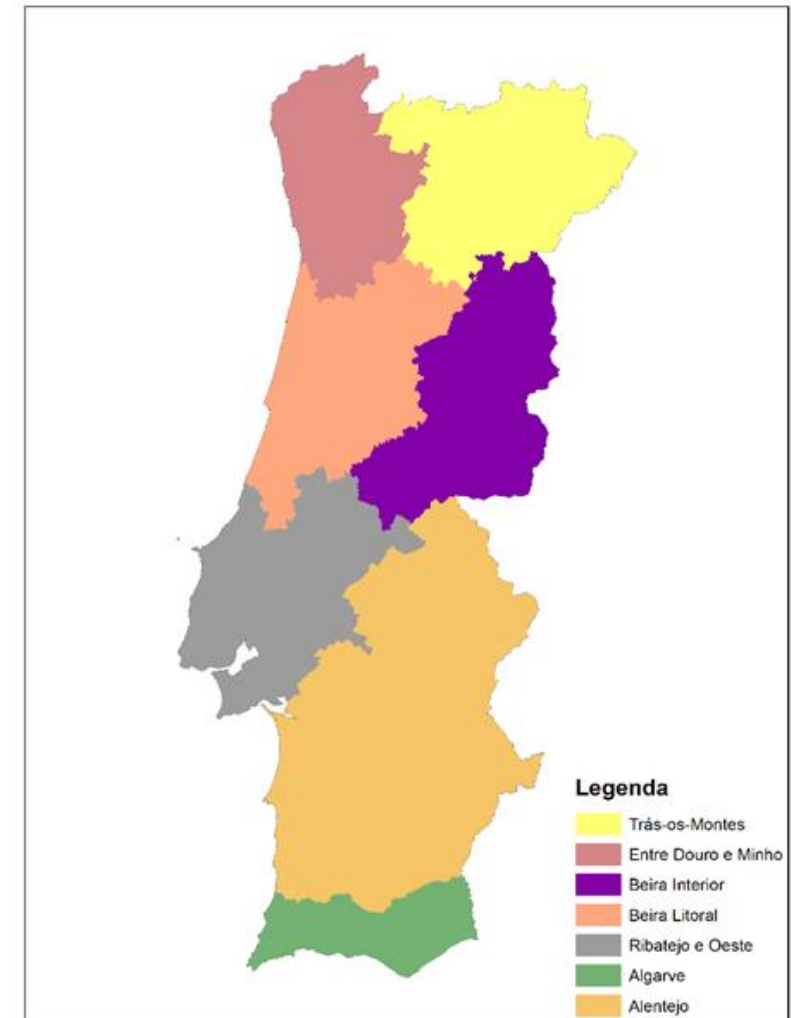 Legenda
Trás-os-Montes
Entre Douro e Minho
Beira Interior
Beira Litoral
Ribatejo e Oeste
Algarve
Alentejo